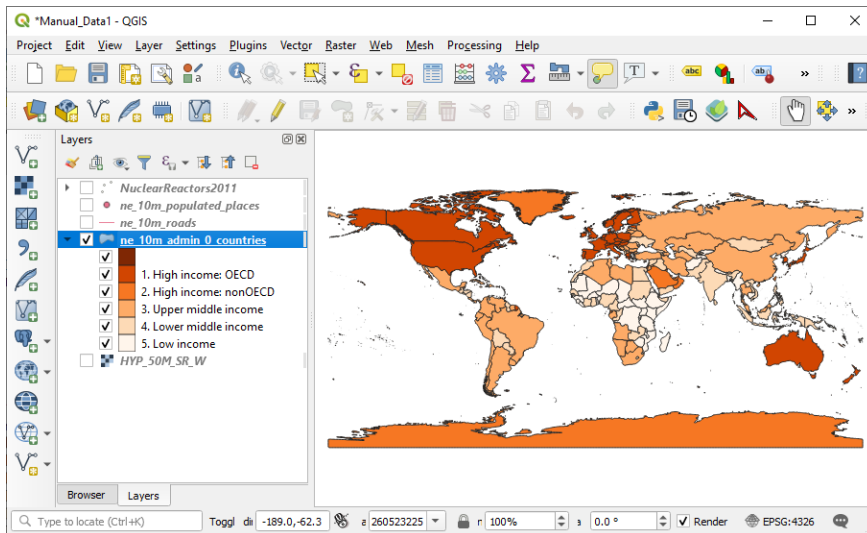 *Manual_Data1 - QGIS
Project Edit View Layer Settings Plugins Vector Raster Web Mesh Processing Help
abc ab »
»
Layers
NuclearReactors2011
ne_10m_populated_places
ne_10m_roads
ne_10m_admin_0_countries
1. High income: OECD
2. High income: nonOECD
3. Upper middle income
4. Lower middle income
5. Low income
HYP_50M_SR_W
Browser Layers
Type to locate (Ctrl+K) Toggl di -189.0,-62.3 a 260523225 r 100% a 0.0 ° Render EPSG:4326